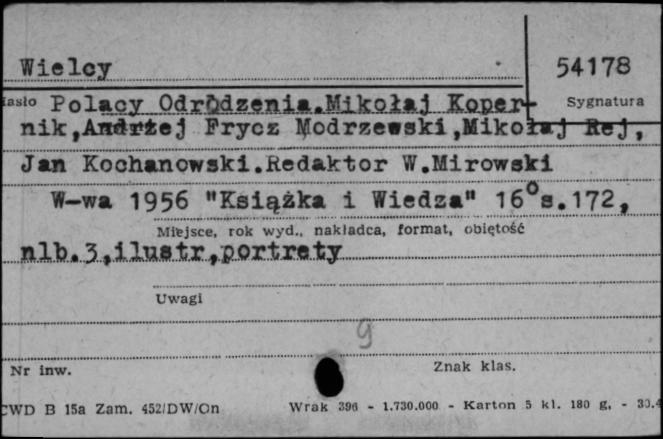 Wielcy
54178
Hasło Polacy Odrodzenia.Mikołaj Koper-
Sygnatura
nik,Andrzej Frycz Modrzewski,Mikołaj Rej,
Jan Kochanowski.Redaktor W.Mirowski
W-wa 1956 "Książka i Wiedza" 16°s.172,
Miejsce, rok wyd., nakładca, format, objętość
nlb.3,ilustr,portrety
Uwagi
9
Nr inw.
Znak klas.
CWD B 15a Zam. 452/DW/On Wrak 396 - 1.730.000 - Karton 5 kl. 180 g. - 30.4